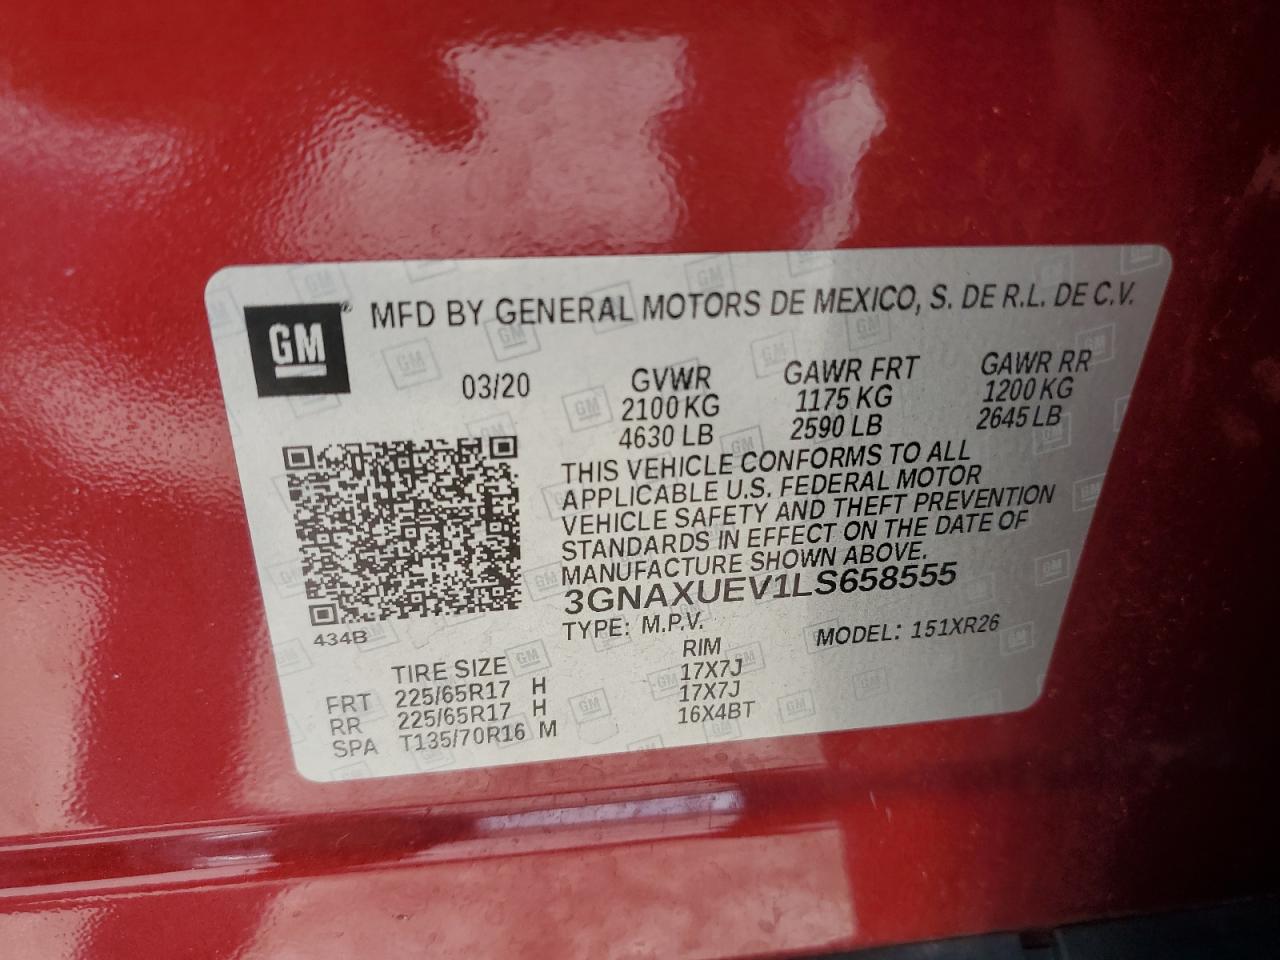 GM® MFD BY GENERAL MOTORS DE MEXICO, S. DE R.L. DE C.V.
03/20 GVWR GAWR FRT GAWR RR
2100 KG 1175 KG 1200 KG
4630 LB 2590 LB 2645 LB
THIS VEHICLE CONFORMS TO ALL
APPLICABLE U.S. FEDERAL MOTOR
VEHICLE SAFETY AND THEFT PREVENTION
STANDARDS IN EFFECT ON THE DATE OF
MANUFACTURE SHOWN ABOVE.
3GNAXUEV1LS658555
434B
TYPE: M.P.V. MODEL: 151XR26
TIRE SIZE RIM
FRT 225/65R17 H 17X7J
RR 225/65R17 H 17X7J
SPA T135/70R16 M 16X4BT